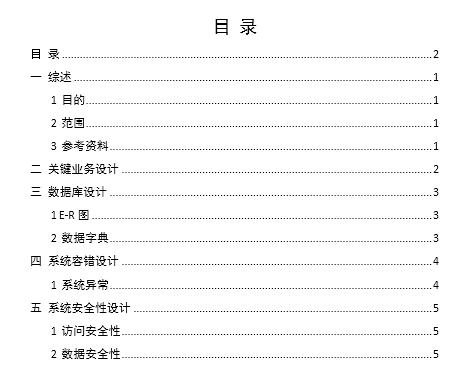 目 录
目 录 2
一 综述 1
1 目的 1
2 范围 1
3 参考资料 1
二 关键业务设计 2
三 数据库设计 3
1 E-R 图 3
2 数据字典 3
四 系统容错设计 4
1 系统异常 4
五 系统安全性设计 5
1 访问安全性 5
2 数据安全性 5